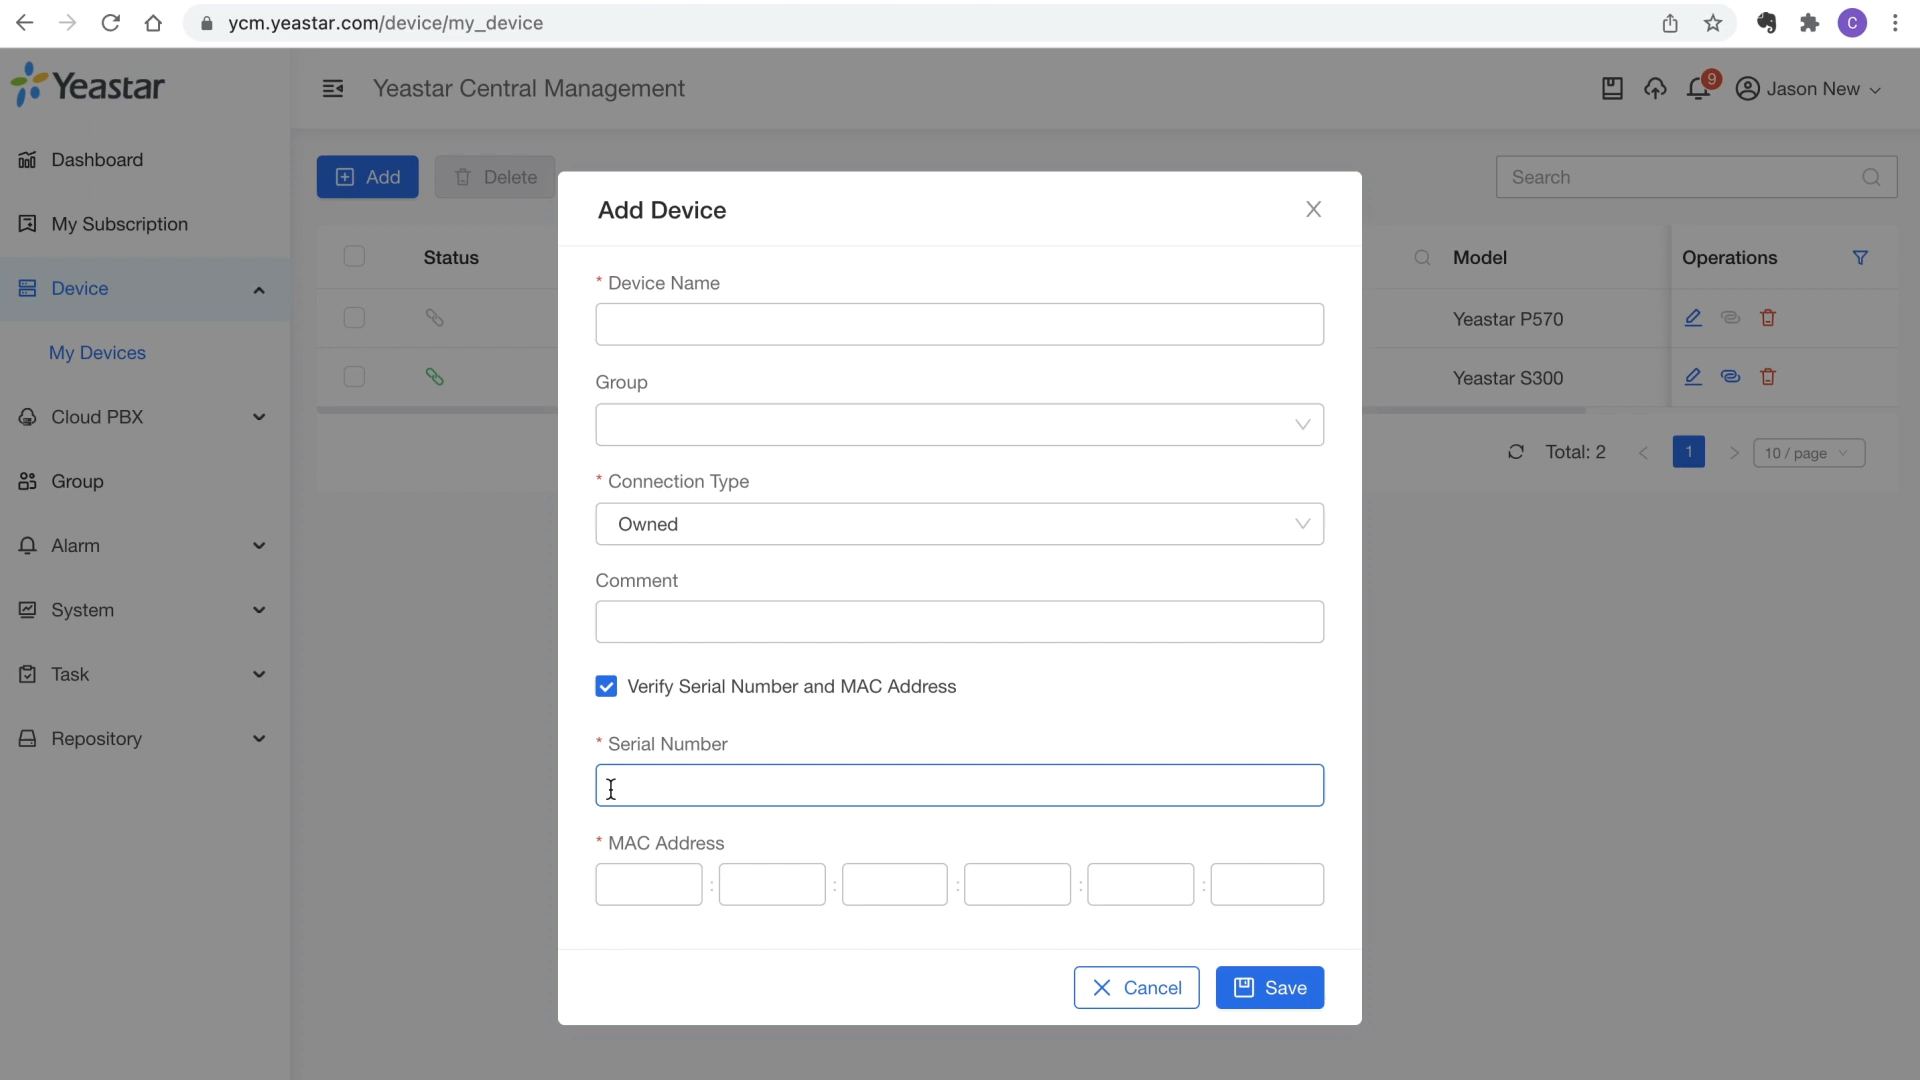 ycm.yeastar.com/device/my_device
C
Yeastar
Yeastar Central Management
9
Jason New
Dashboard
My Subscription
Device
My Devices
Cloud PBX
Group
Alarm
System
Task
Repository
Add
Delete
Search
Status
Model
Operations
Yeastar P570
Yeastar S300
Total: 2
1
10 / page
Add Device
* Device Name
Group
* Connection Type
Owned
Comment
Verify Serial Number and MAC Address
* Serial Number
* MAC Address
: : : : :
Cancel
Save